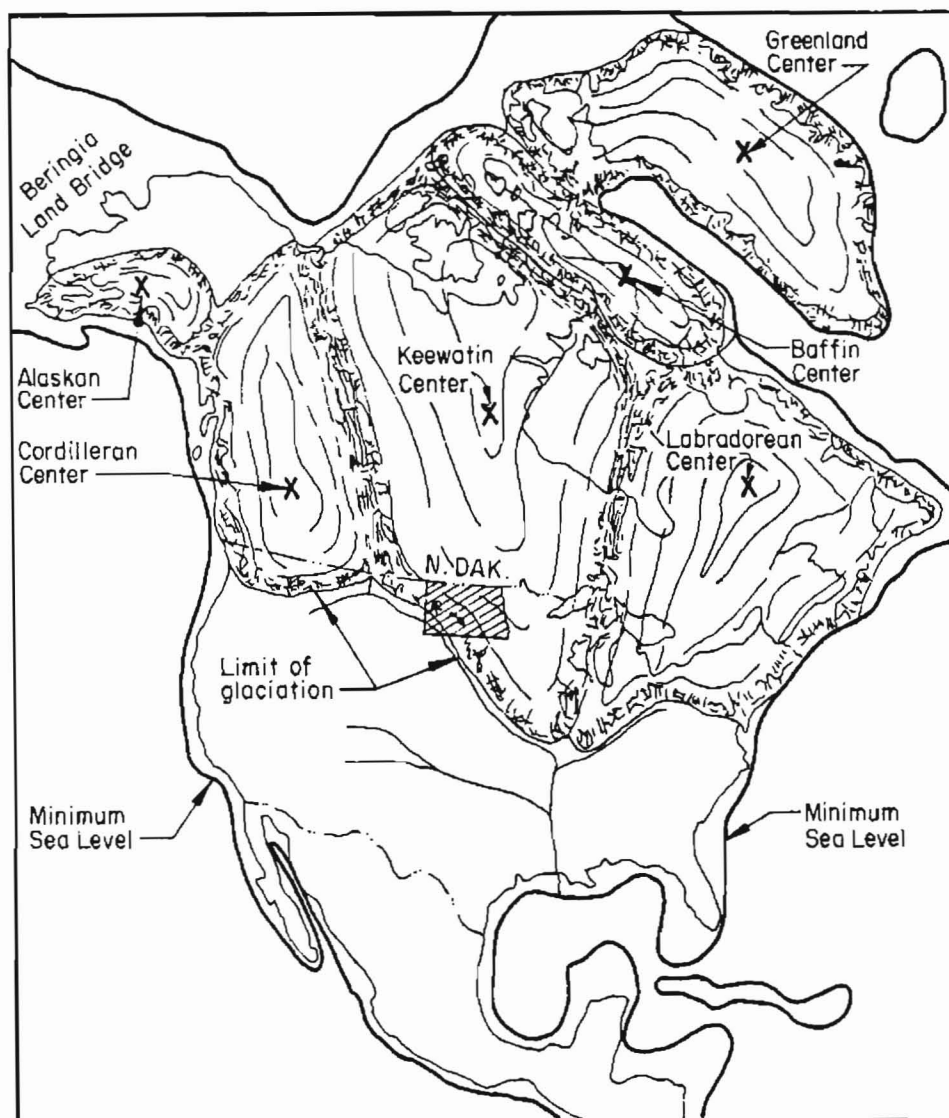 Greenland
Center
Beringia
Land Bridge
Alaskan
Center
Cordilleran
Center
Keewatin
Center
Baffin
Center
Labradorean
Center
N. DAK.
Limit of
glaciation
Minimum
Sea Level
Minimum
Sea Level